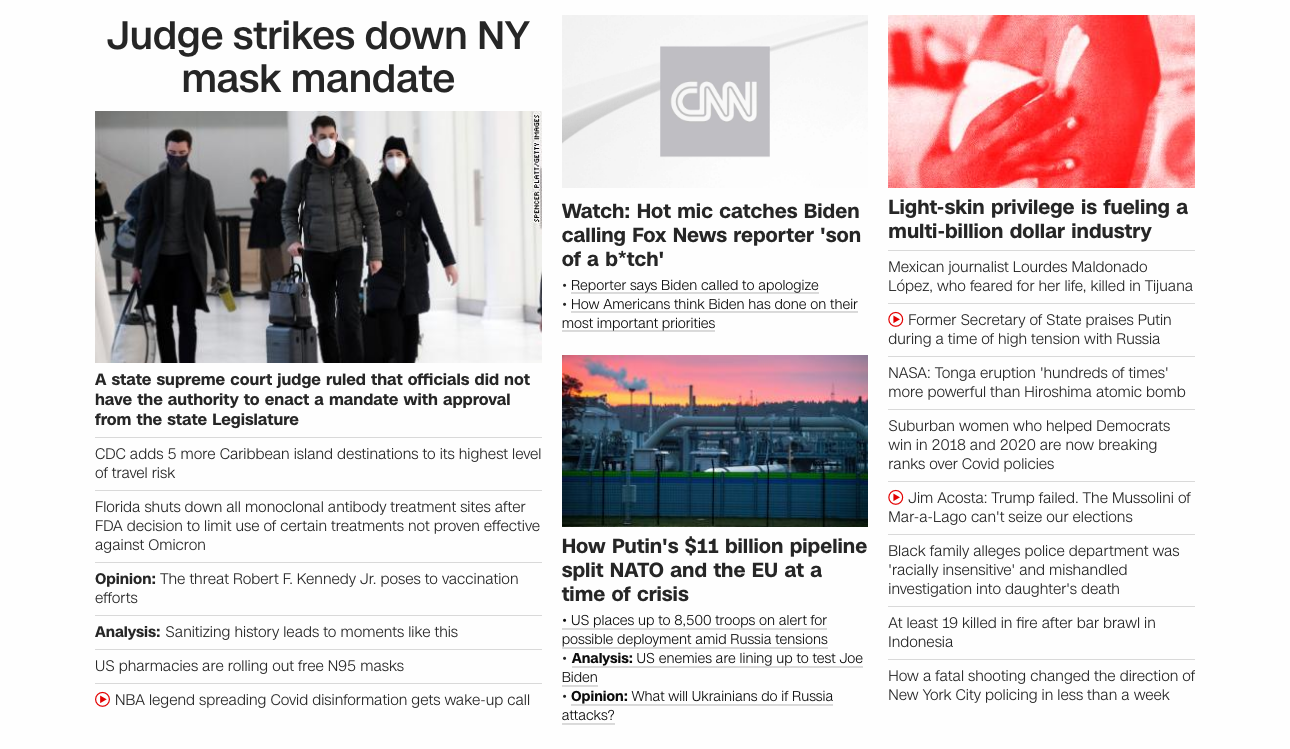 Judge strikes down NY
mask mandate
SPENCER PLATT/GETTY IMAGES
A state supreme court judge ruled that officials did not
have the authority to enact a mandate with approval
from the state Legislature
CDC adds 5 more Caribbean island destinations to its highest level
of travel risk
Florida shuts down all monoclonal antibody treatment sites after
FDA decision to limit use of certain treatments not proven effective
against Omicron
Opinion: The threat Robert F. Kennedy Jr. poses to vaccination
efforts
Analysis: Sanitizing history leads to moments like this
US pharmacies are rolling out free N95 masks
NBA legend spreading Covid disinformation gets wake-up call
CNN
Watch: Hot mic catches Biden
calling Fox News reporter 'son
of a b*tch'
• Reporter says Biden called to apologize
• How Americans think Biden has done on their
most important priorities
How Putin's $11 billion pipeline
split NATO and the EU at a
time of crisis
• US places up to 8,500 troops on alert for
possible deployment amid Russia tensions
• Analysis: US enemies are lining up to test Joe
Biden
• Opinion: What will Ukrainians do if Russia
attacks?
Light-skin privilege is fueling a
multi-billion dollar industry
Mexican journalist Lourdes Maldonado
López, who feared for her life, killed in Tijuana
Former Secretary of State praises Putin
during a time of high tension with Russia
NASA: Tonga eruption 'hundreds of times'
more powerful than Hiroshima atomic bomb
Suburban women who helped Democrats
win in 2018 and 2020 are now breaking
ranks over Covid policies
Jim Acosta: Trump failed. The Mussolini of
Mar-a-Lago can't seize our elections
Black family alleges police department was
'racially insensitive' and mishandled
investigation into daughter's death
At least 19 killed in fire after bar brawl in
Indonesia
How a fatal shooting changed the direction of
New York City policing in less than a week